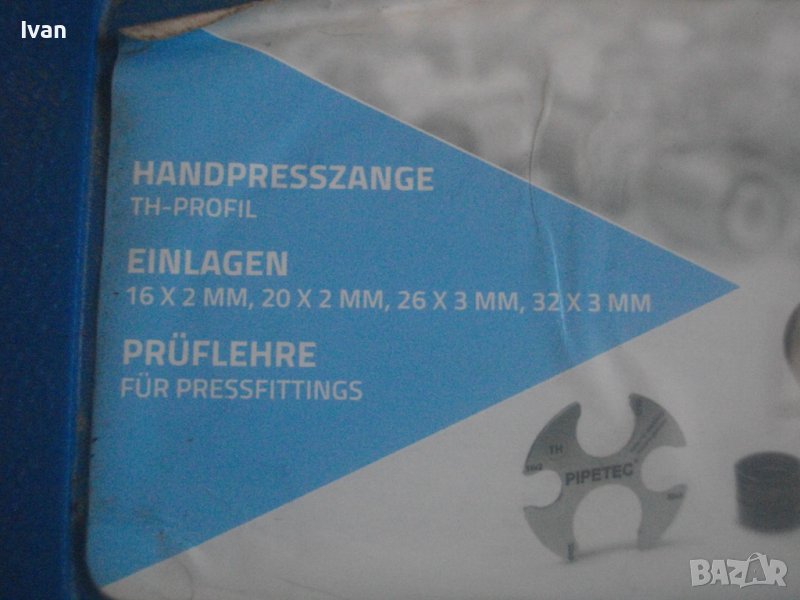 Ivan
HANDPRESSZANGE
TH-PROFIL
EINLAGEN
16 X 2 MM, 20 X 2 MM, 26 X 3 MM, 32 X 3 MM
PRÜFLEHRE
FÜR PRESSFITTINGS
TH
PIPETEC
BAZAR